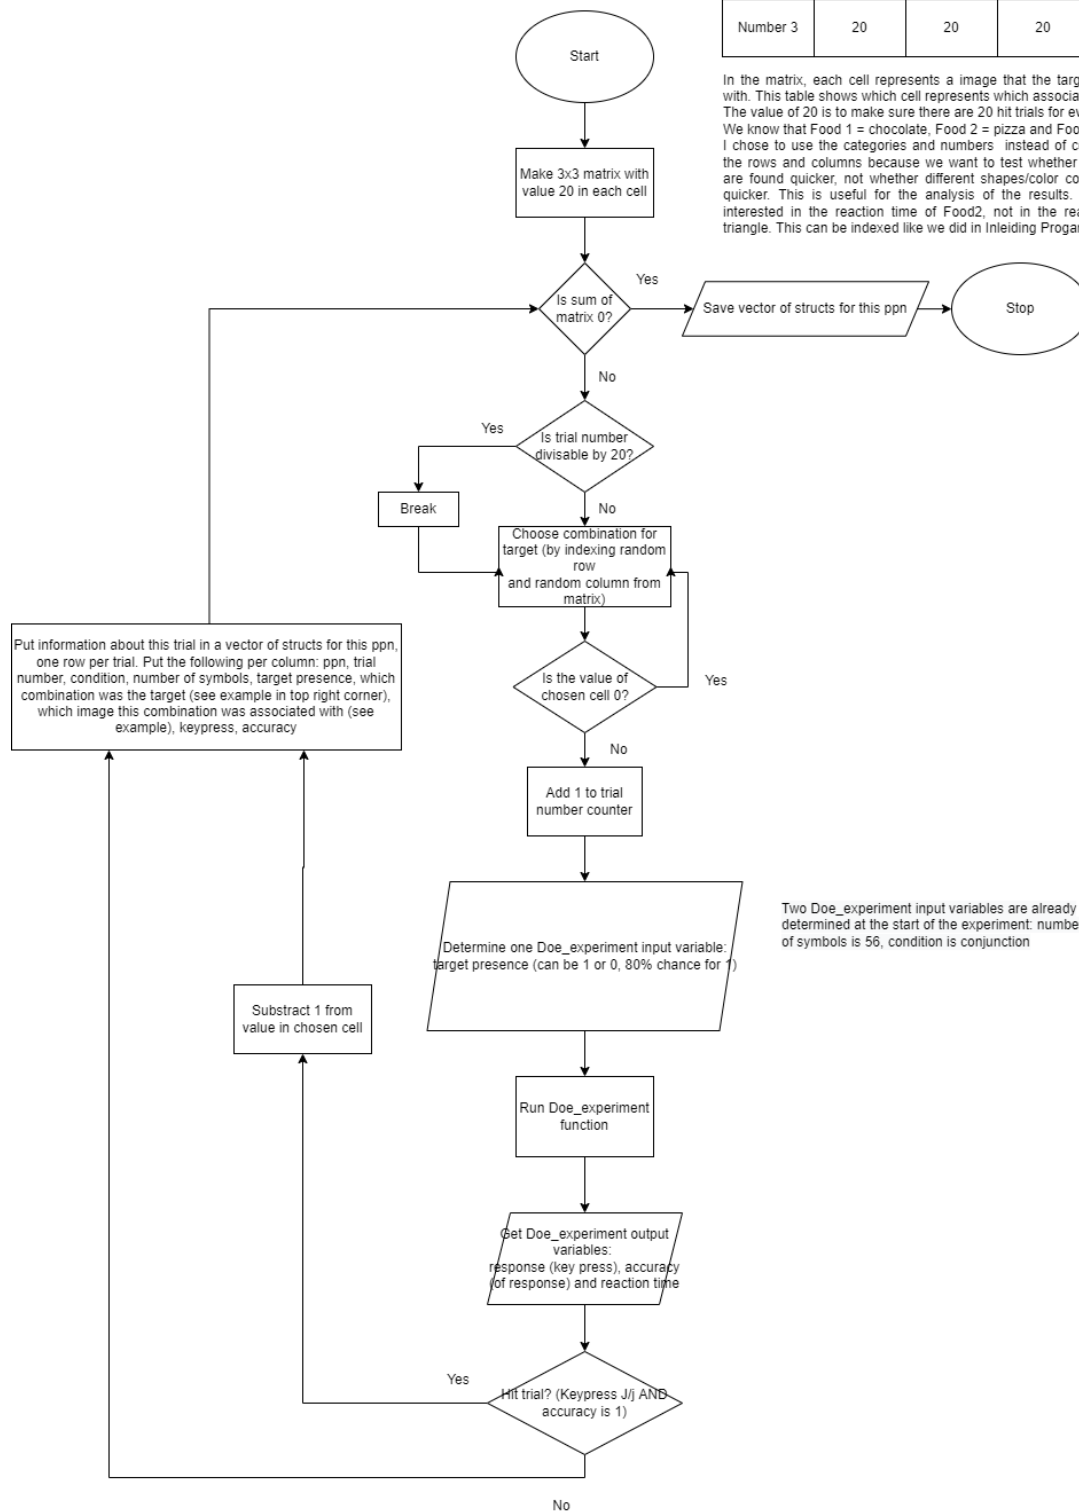 Number 3 20 20 20
In the matrix, each cell represents a image that the targ
with. This table shows which cell represents which associa
The value of 20 is to make sure there are 20 hit trials for ev
We know that Food 1 = chocolate, Food 2 = pizza and Foo
I chose to use the categories and numbers instead of c
the rows and columns because we want to test whether
are found quicker, not whether different shapes/color co
quicker. This is useful for the analysis of the results.
interested in the reaction time of Food2, not in the rea
triangle. This can be indexed like we did in Inleiding Progar
Start
Make 3x3 matrix with
value 20 in each cell
Is sum of
matrix 0?
Yes
Save vector of structs for this ppn
Stop
No
Is trial number
divisable by 20?
Yes
Break
No
Choose combination for
target (by indexing random
row
and random column from
matrix)
Is the value of
chosen cell 0?
Yes
No
Add 1 to trial
number counter
Determine one Doe_experiment input variable:
target presence (can be 1 or 0, 80% chance for 1)
Two Doe_experiment input variables are already
determined at the start of the experiment: numbe
of symbols is 56, condition is conjunction
Run Doe_experiment
function
Get Doe_experiment output
variables:
response (key press), accuracy
(of response) and reaction time
Hit trial? (Keypress J/j AND
accuracy is 1)
Yes
No
Substract 1 from
value in chosen cell
Put information about this trial in a vector of structs for this ppn,
one row per trial. Put the following per column: ppn, trial
number, condition, number of symbols, target presence, which
combination was the target (see example in top right corner),
which image this combination was associated with (see
example), keypress, accuracy